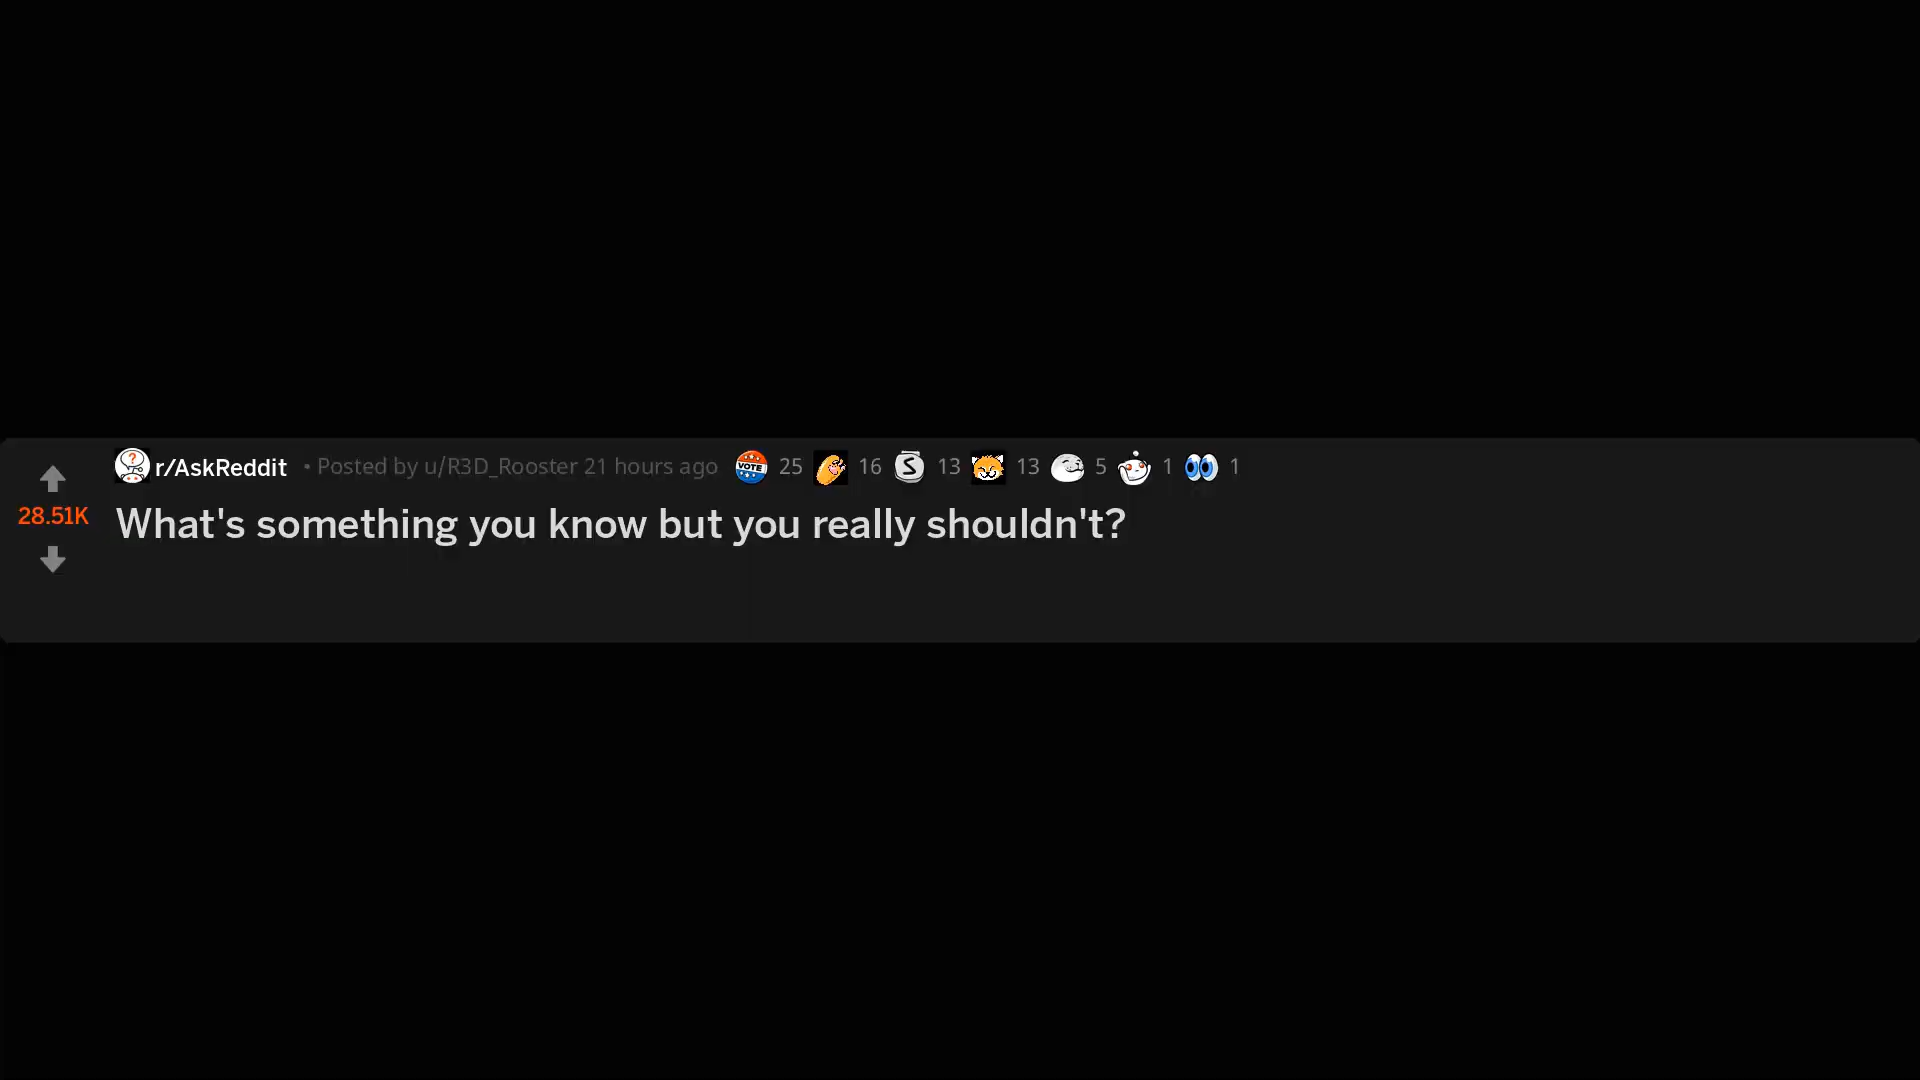 r/AskReddit • Posted by u/R3D_Rooster 21 hours ago VOTE 25 16 S 13 13 5 1 1
28.51K
What's something you know but you really shouldn't?